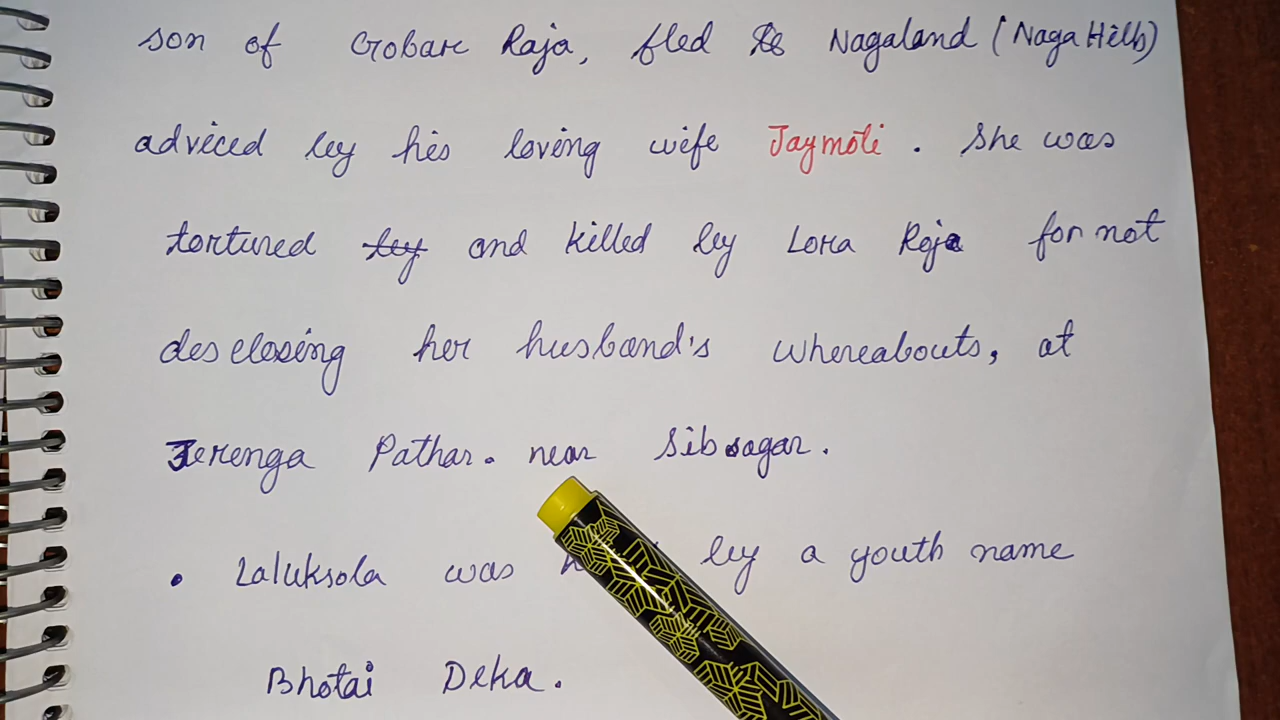 son of Gobar Raja, fled to Nagaland (Naga Hills)
adviced by his loving wife Jaymoti . She was
tortured by and killed by Lora Raja for not
desclosing her husband's whereabouts, at
Jerenga Pathar. near Sibsagar.
• Laluksola was by a youth name
Bhotai Deka.